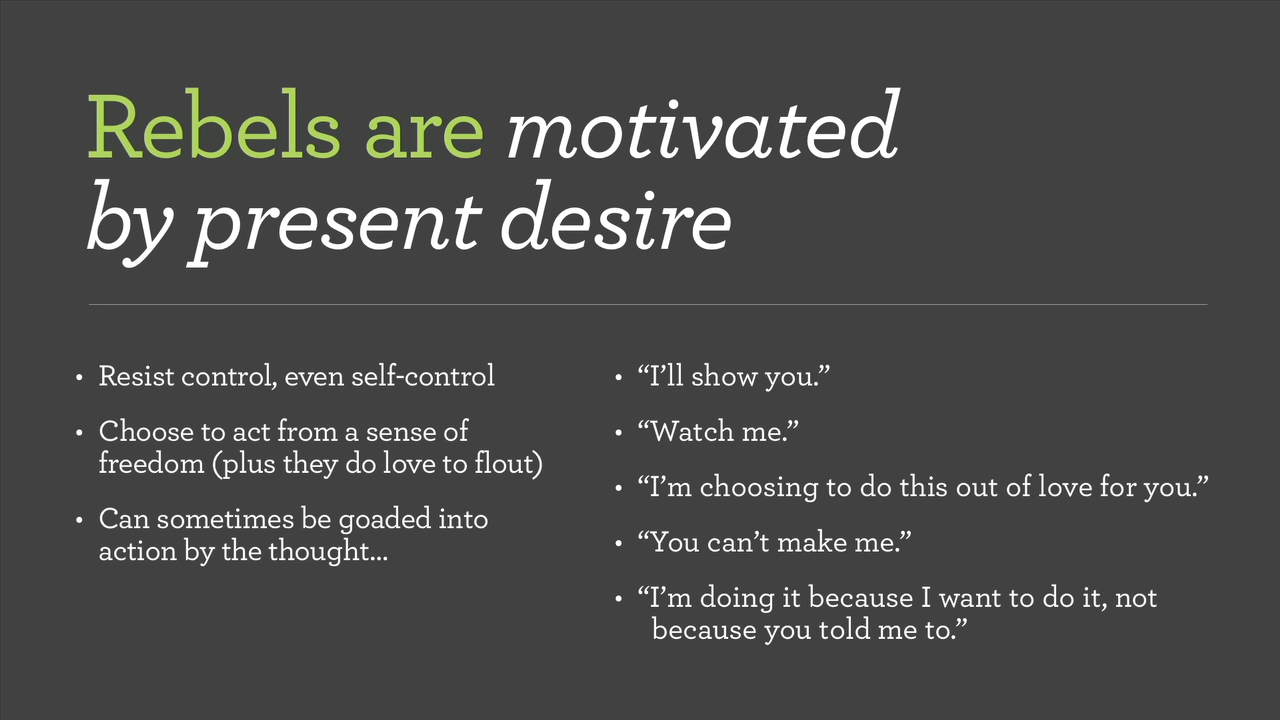 Rebels are motivated
by present desire
• Resist control, even self-control
• Choose to act from a sense of
freedom (plus they do love to flout)
• Can sometimes be goaded into
action by the thought...
• “I’ll show you.”
• “Watch me.”
• “I’m choosing to do this out of love for you.”
• “You can’t make me.”
• “I’m doing it because I want to do it, not
because you told me to.”